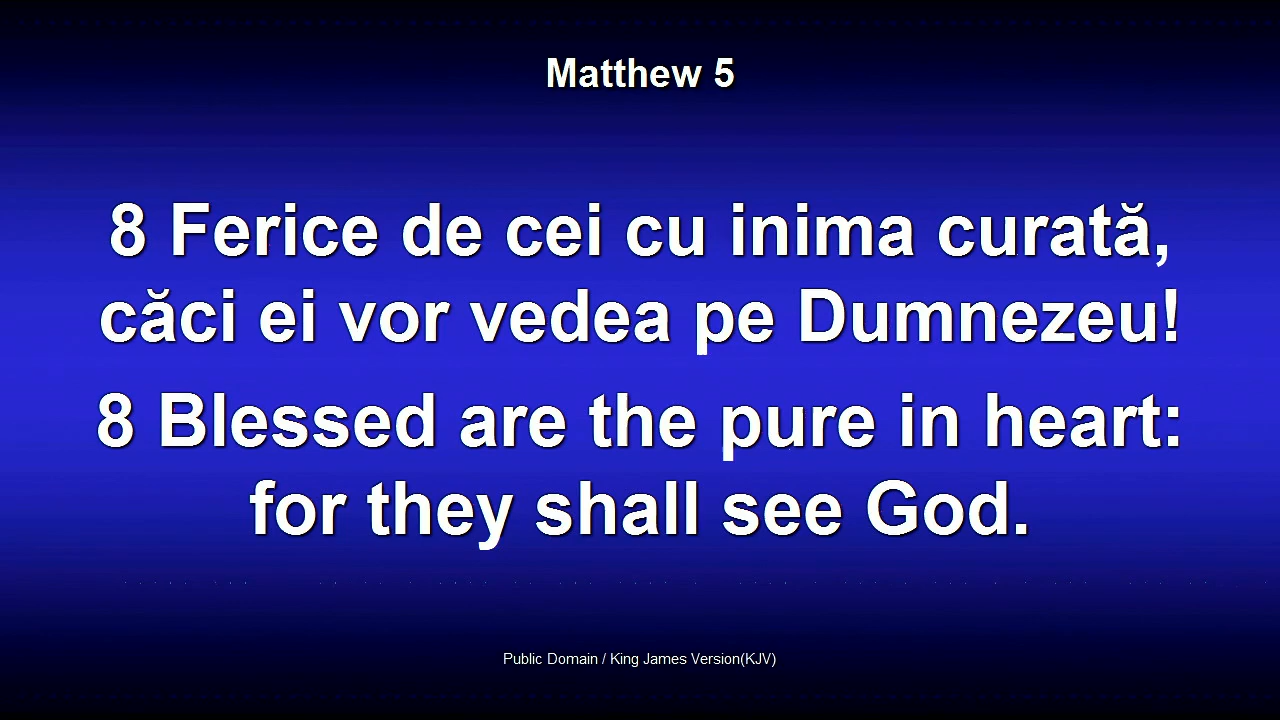 Matthew 5
8 Ferice de cei cu inima curată,
căci ei vor vedea pe Dumnezeu!
8 Blessed are the pure in heart:
for they shall see God.
Public Domain / King James Version(KJV)